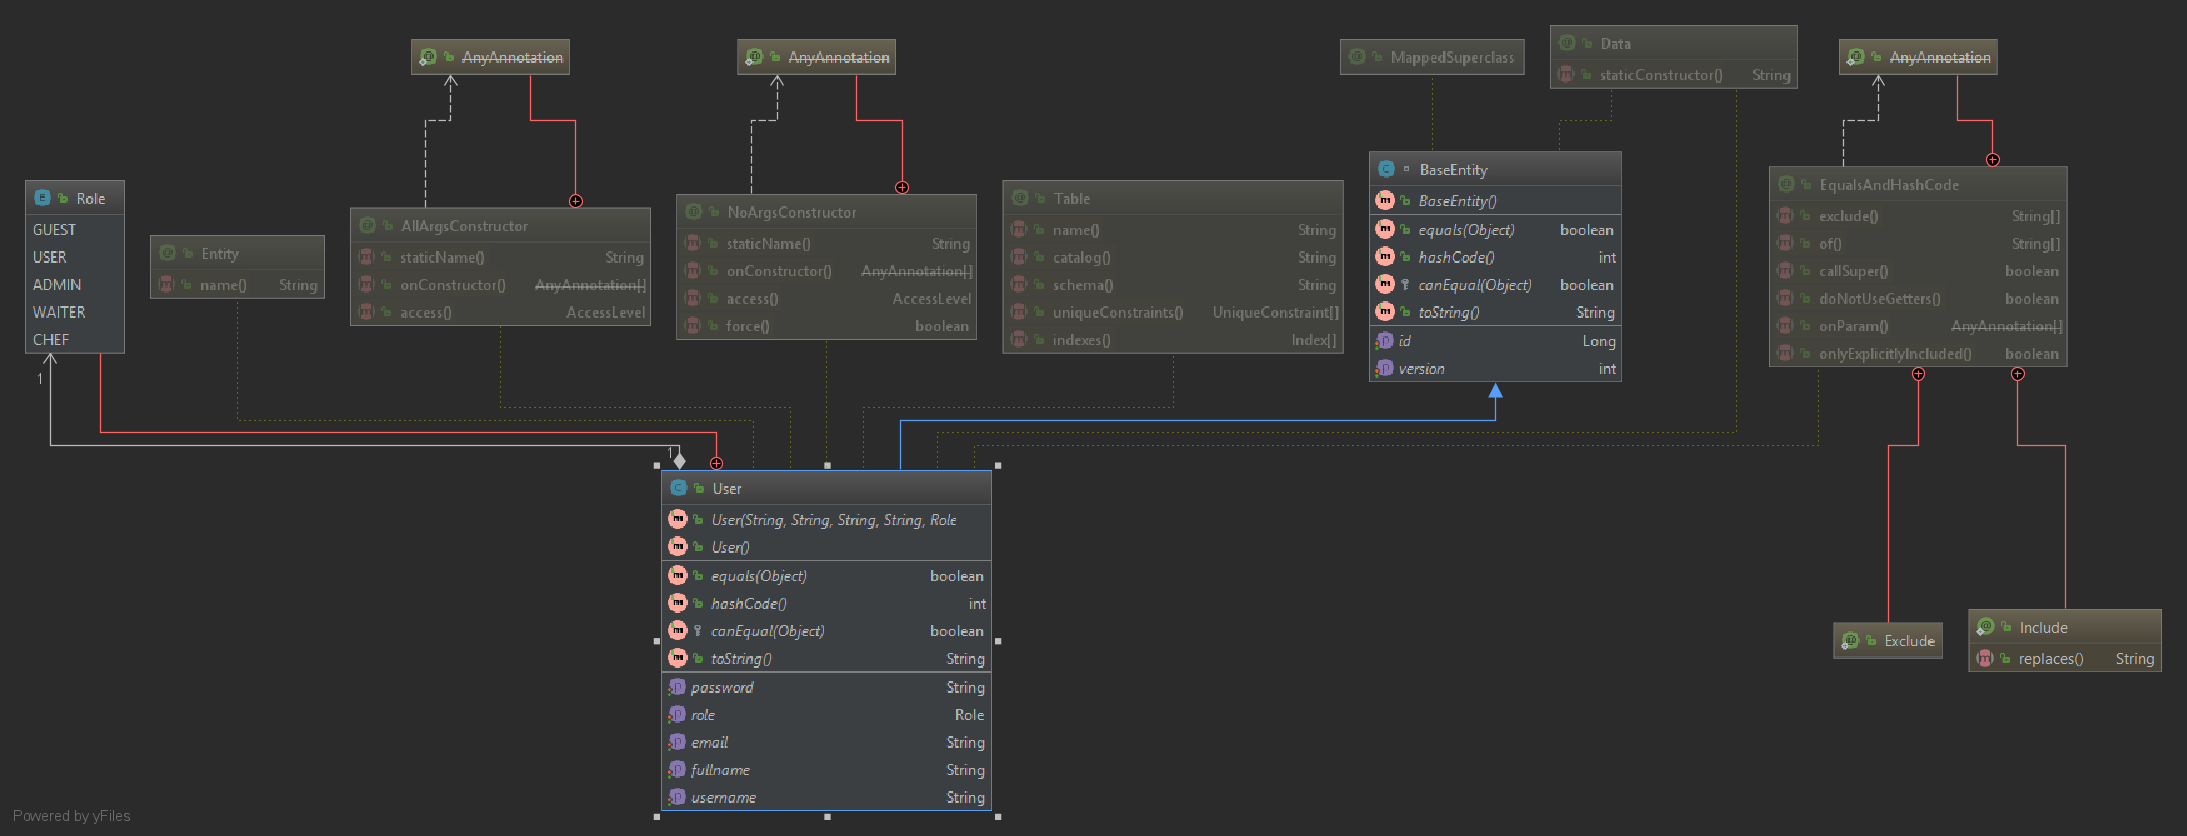 AnyAnnotation
AnyAnnotation
MappedSuperclass
Data
staticConstructor() String
AnyAnnotation
Role
GUEST
USER
ADMIN
WAITER
CHEF
1
Entity
name() String
AllArgsConstructor
staticName() String
onConstructor() AnyAnnotation[]
access() AccessLevel
NoArgsConstructor
staticName() String
onConstructor() AnyAnnotation[]
access() AccessLevel
force() boolean
Table
name() String
catalog() String
schema() String
uniqueConstraints() UniqueConstraint[]
indexes() Index[]
BaseEntity
BaseEntity()
equals(Object) boolean
hashCode() int
canEqual(Object) boolean
toString() String
id Long
version int
EqualsAndHashCode
exclude() String[]
of() String[]
callSuper() boolean
doNotUseGetters() boolean
onParam() AnyAnnotation[]
onlyExplicitlyIncluded() boolean
1
User
User(String, String, String, String, Role
User()
equals(Object) boolean
hashCode() int
canEqual(Object) boolean
toString() String
password String
role Role
email String
fullname String
username String
Exclude
Include
replaces() String
Powered by yFiles